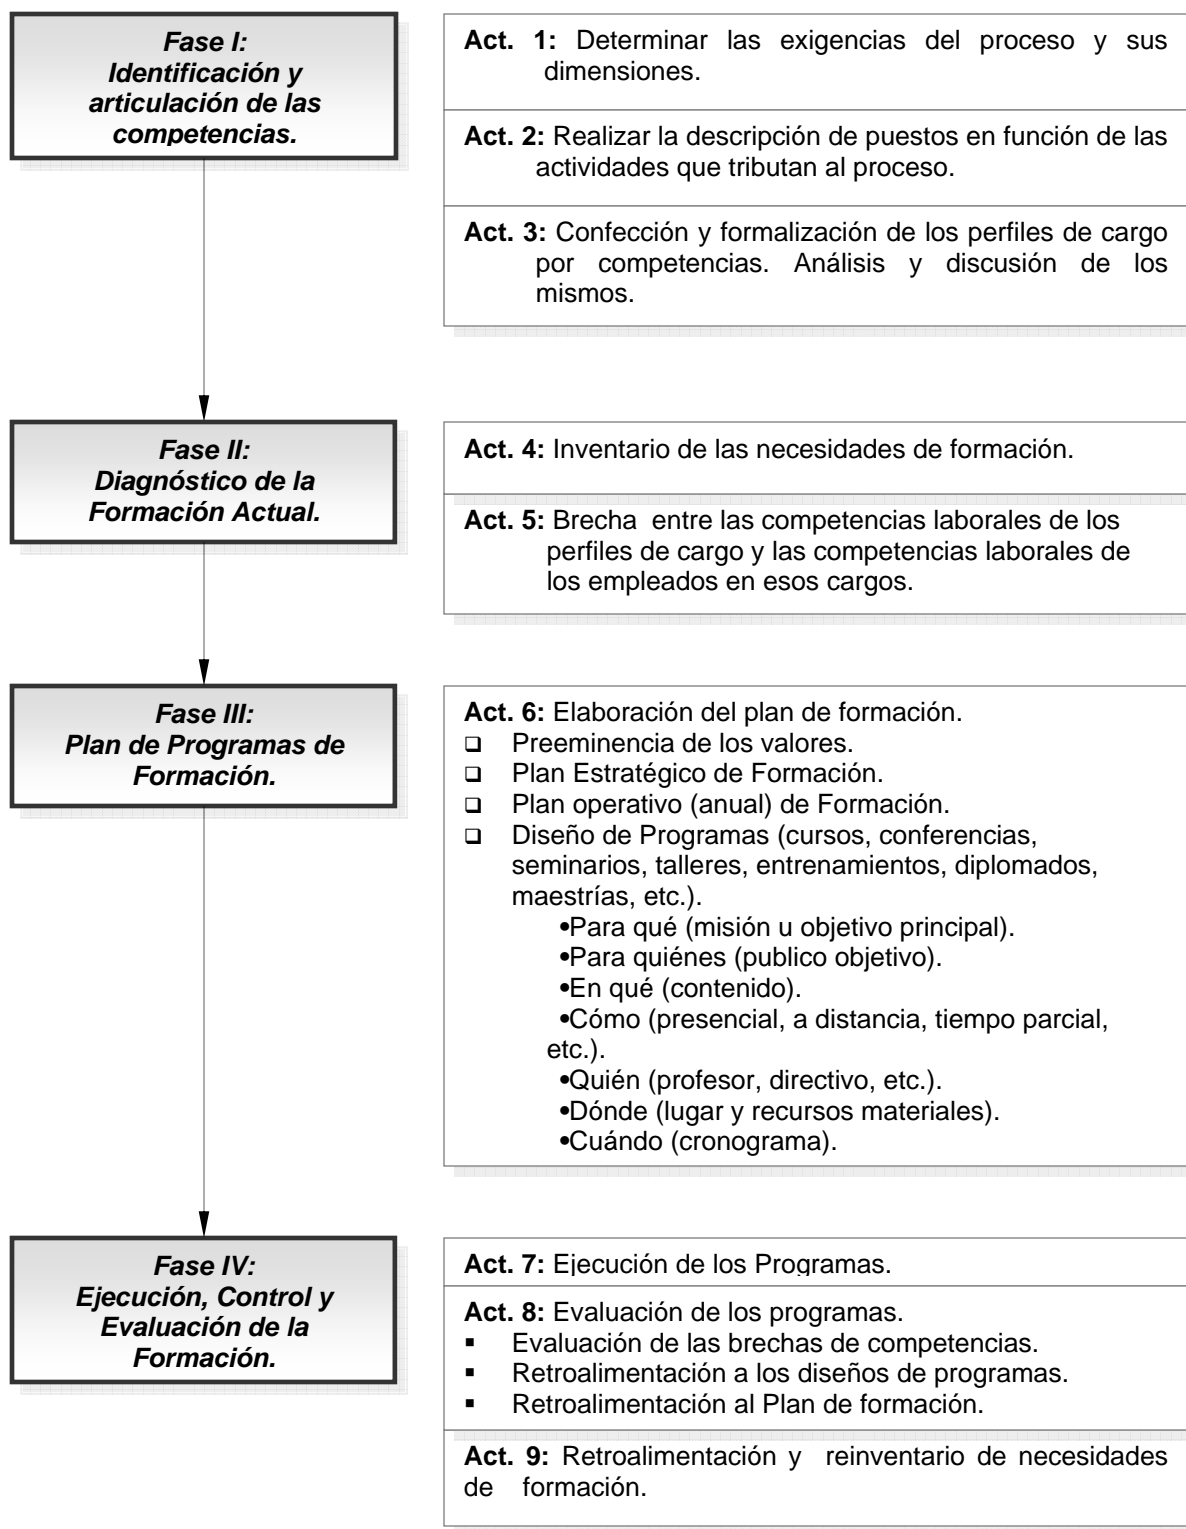 Fase I:
Identificación y
articulación de las
competencias.
Act. 1: Determinar las exigencias del proceso y sus
dimensiones.
Act. 2: Realizar la descripción de puestos en función de las
actividades que tributan al proceso.
Act. 3: Confección y formalización de los perfiles de cargo
por competencias. Análisis y discusión de los
mismos.
Fase II:
Diagnóstico de la
Formación Actual.
Act. 4: Inventario de las necesidades de formación.
Act. 5: Brecha entre las competencias laborales de los
perfiles de cargo y las competencias laborales de
los empleados en esos cargos.
Fase III:
Plan de Programas de
Formación.
Act. 6: Elaboración del plan de formación.
❑ Preeminencia de los valores.
❑ Plan Estratégico de Formación.
❑ Plan operativo (anual) de Formación.
❑ Diseño de Programas (cursos, conferencias,
seminarios, talleres, entrenamientos, diplomados,
maestrías, etc.).
•Para qué (misión u objetivo principal).
•Para quiénes (publico objetivo).
•En qué (contenido).
•Cómo (presencial, a distancia, tiempo parcial,
etc.).
•Quién (profesor, directivo, etc.).
•Dónde (lugar y recursos materiales).
•Cuándo (cronograma).
Fase IV:
Ejecución, Control y
Evaluación de la
Formación.
Act. 7: Ejecución de los Programas.
Act. 8: Evaluación de los programas.
▪ Evaluación de las brechas de competencias.
▪ Retroalimentación a los diseños de programas.
▪ Retroalimentación al Plan de formación.
Act. 9: Retroalimentación y reinventario de necesidades
de formación.